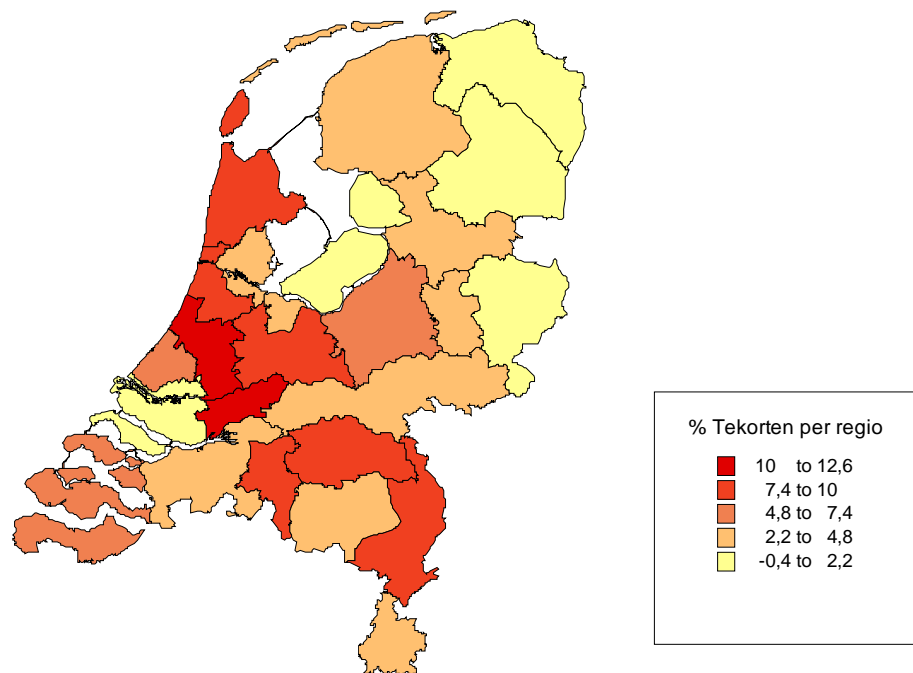 % Tekorten per regio
10 to 12,6
7,4 to 10
4,8 to 7,4
2,2 to 4,8
-0,4 to 2,2